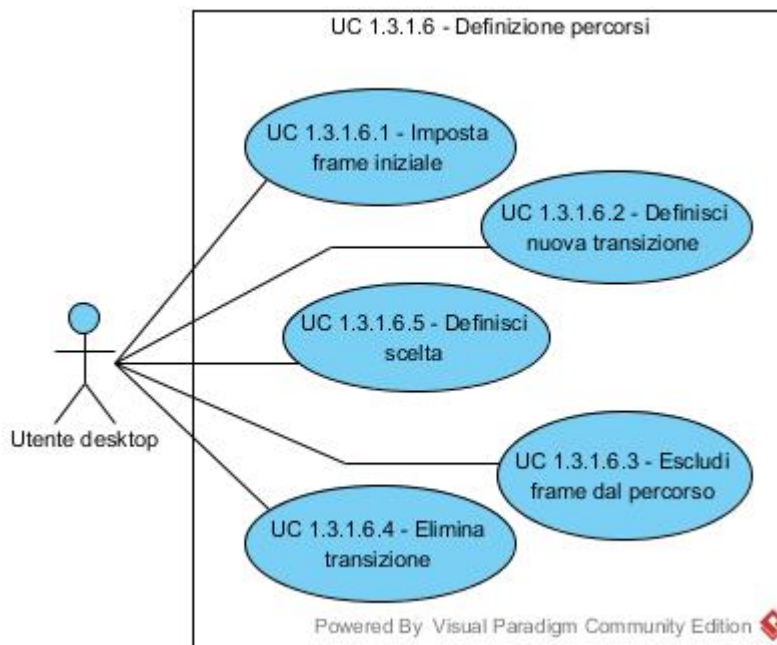 UC 1.3.1.6 - Definizione percorsi
UC 1.3.1.6.1 - Imposta
frame iniziale
UC 1.3.1.6.2 - Definisci
nuova transizione
UC 1.3.1.6.5 - Definisci
scelta
Utente desktop
UC 1.3.1.6.3 - Escludi
frame dal percorso
UC 1.3.1.6.4 - Elimina
transizione
Powered By Visual Paradigm Community Edition